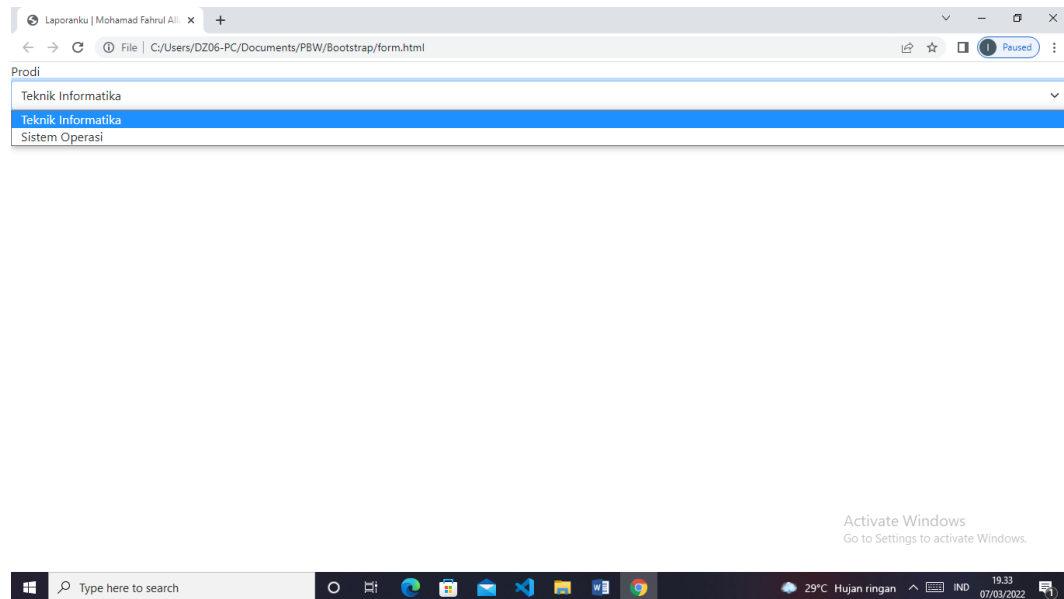 Laporanku | Mohamad Fahrul All
File | C:/Users/DZ06-PC/Documents/PBW/Bootstrap/form.html
I Paused
Prodi
Teknik Informatika
Teknik Informatika
Sistem Operasi
Activate Windows
Go to Settings to activate Windows.
Type here to search
29°C Hujan ringan
IND
19.33
07/03/2022